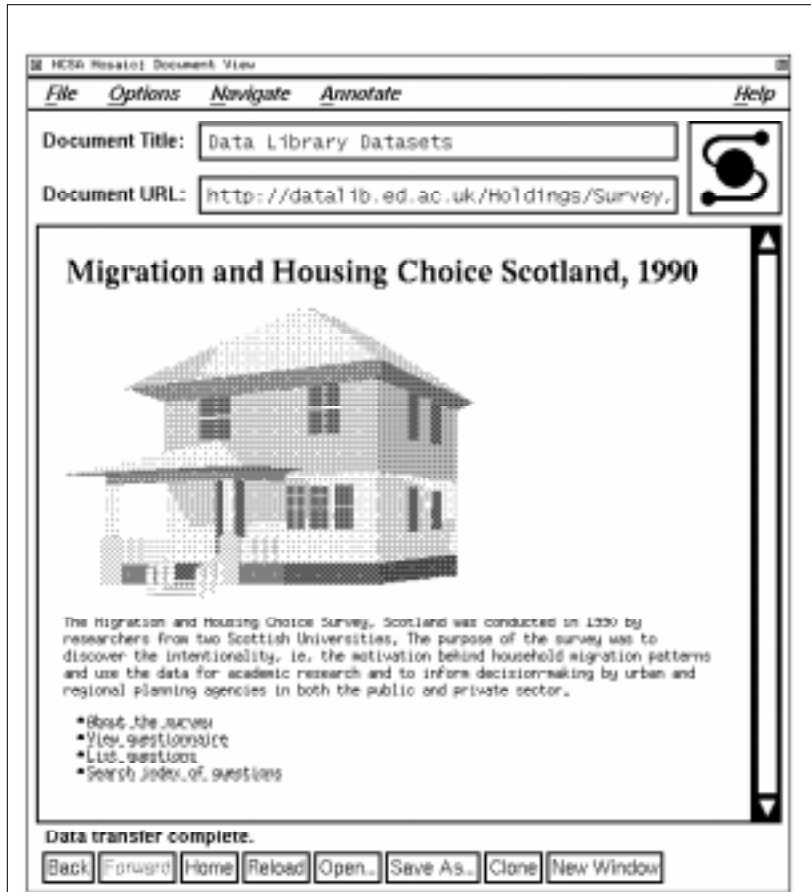 NCSA Mosaic: Document View
File Options Navigate Annotate Help
Document Title: Data Library Datasets
Document URL: http://datalib.ed.ac.uk/Holdings/Survey.
Migration and Housing Choice Scotland, 1990
The Migration and Housing Choice Survey, Scotland was conducted in 1990 by
researchers from two Scottish Universities. The purpose of the survey was to
discover the intentionality, ie. the motivation behind household migration patterns
and use the data for academic research and to inform decision-making by urban and
regional planning agencies in both the public and private sector.
•About the survey
•View questionnaire
•List questions
•Search index of questions
Data transfer complete.
Back Forward Home Reload Open... Save As... Clone New Window